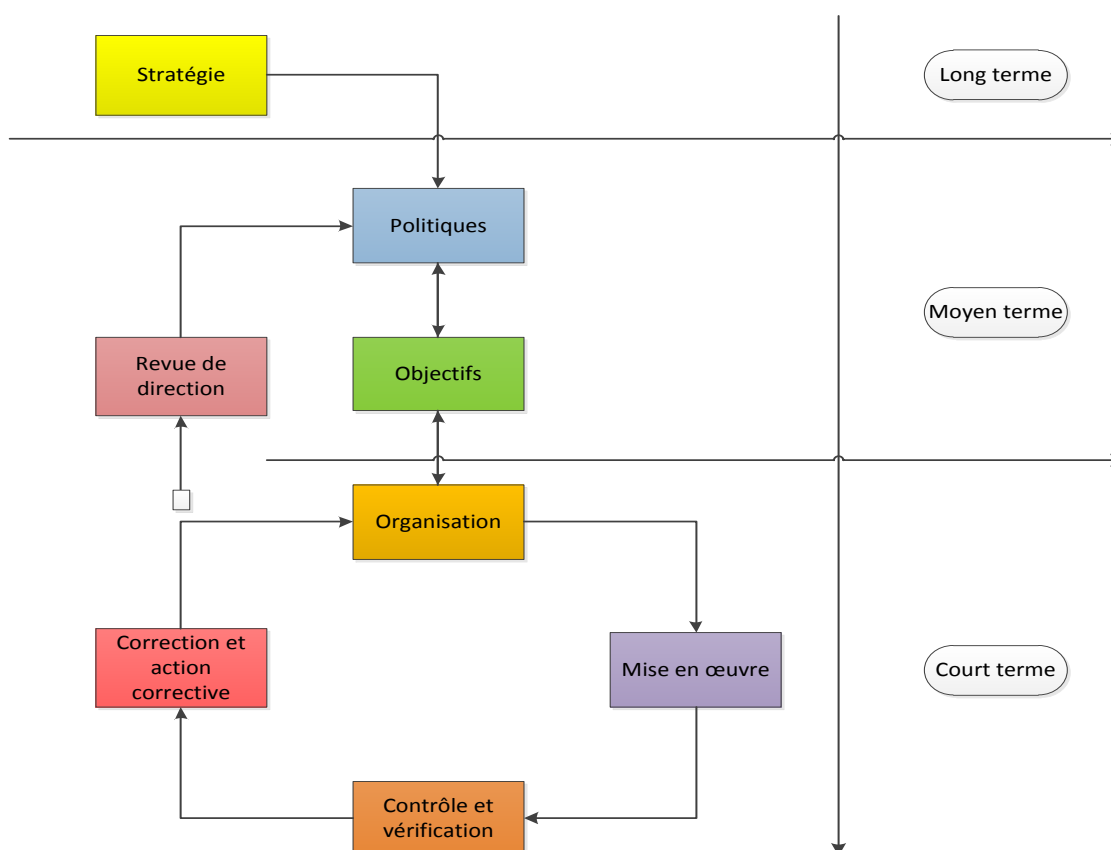 Stratégie
Long terme
Politiques
Moyen terme
Revue de
direction
Objectifs
Organisation
Correction et
action
corrective
Mise en œuvre
Court terme
Contrôle et
vérification